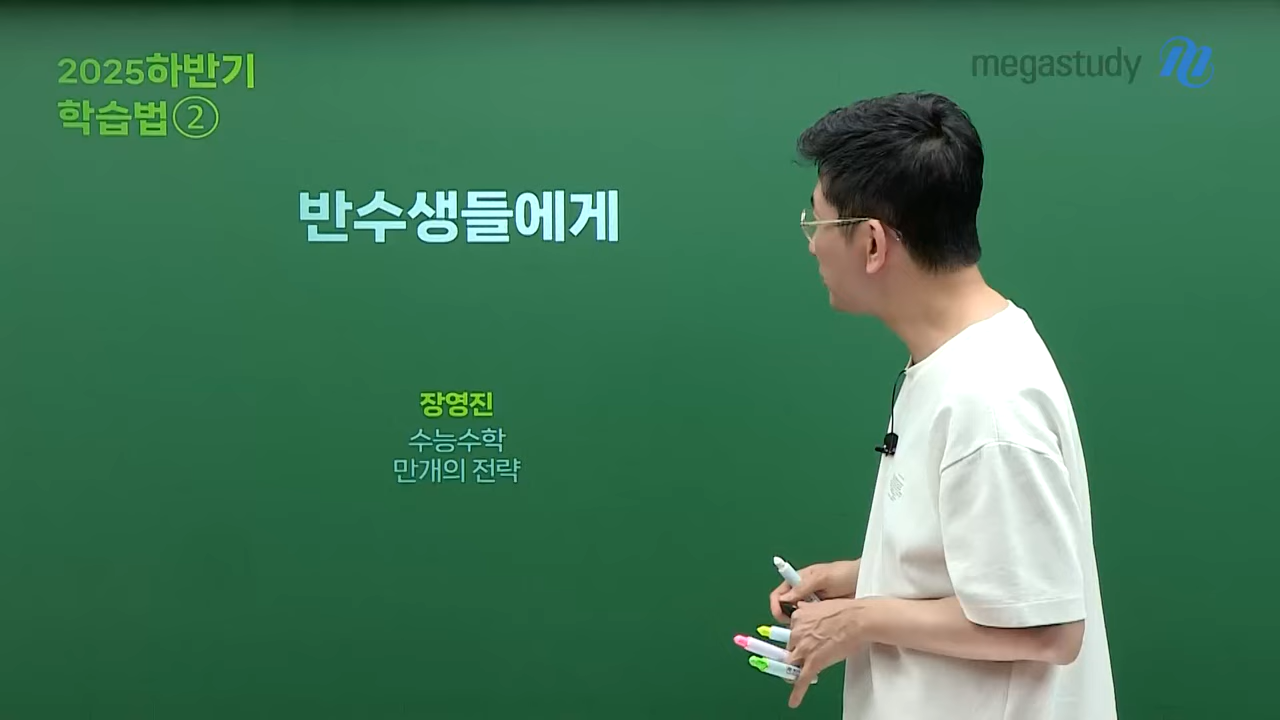 2025하반기
학습법②
megastudy
반수생들에게
장영진
수능수학
만개의 전략